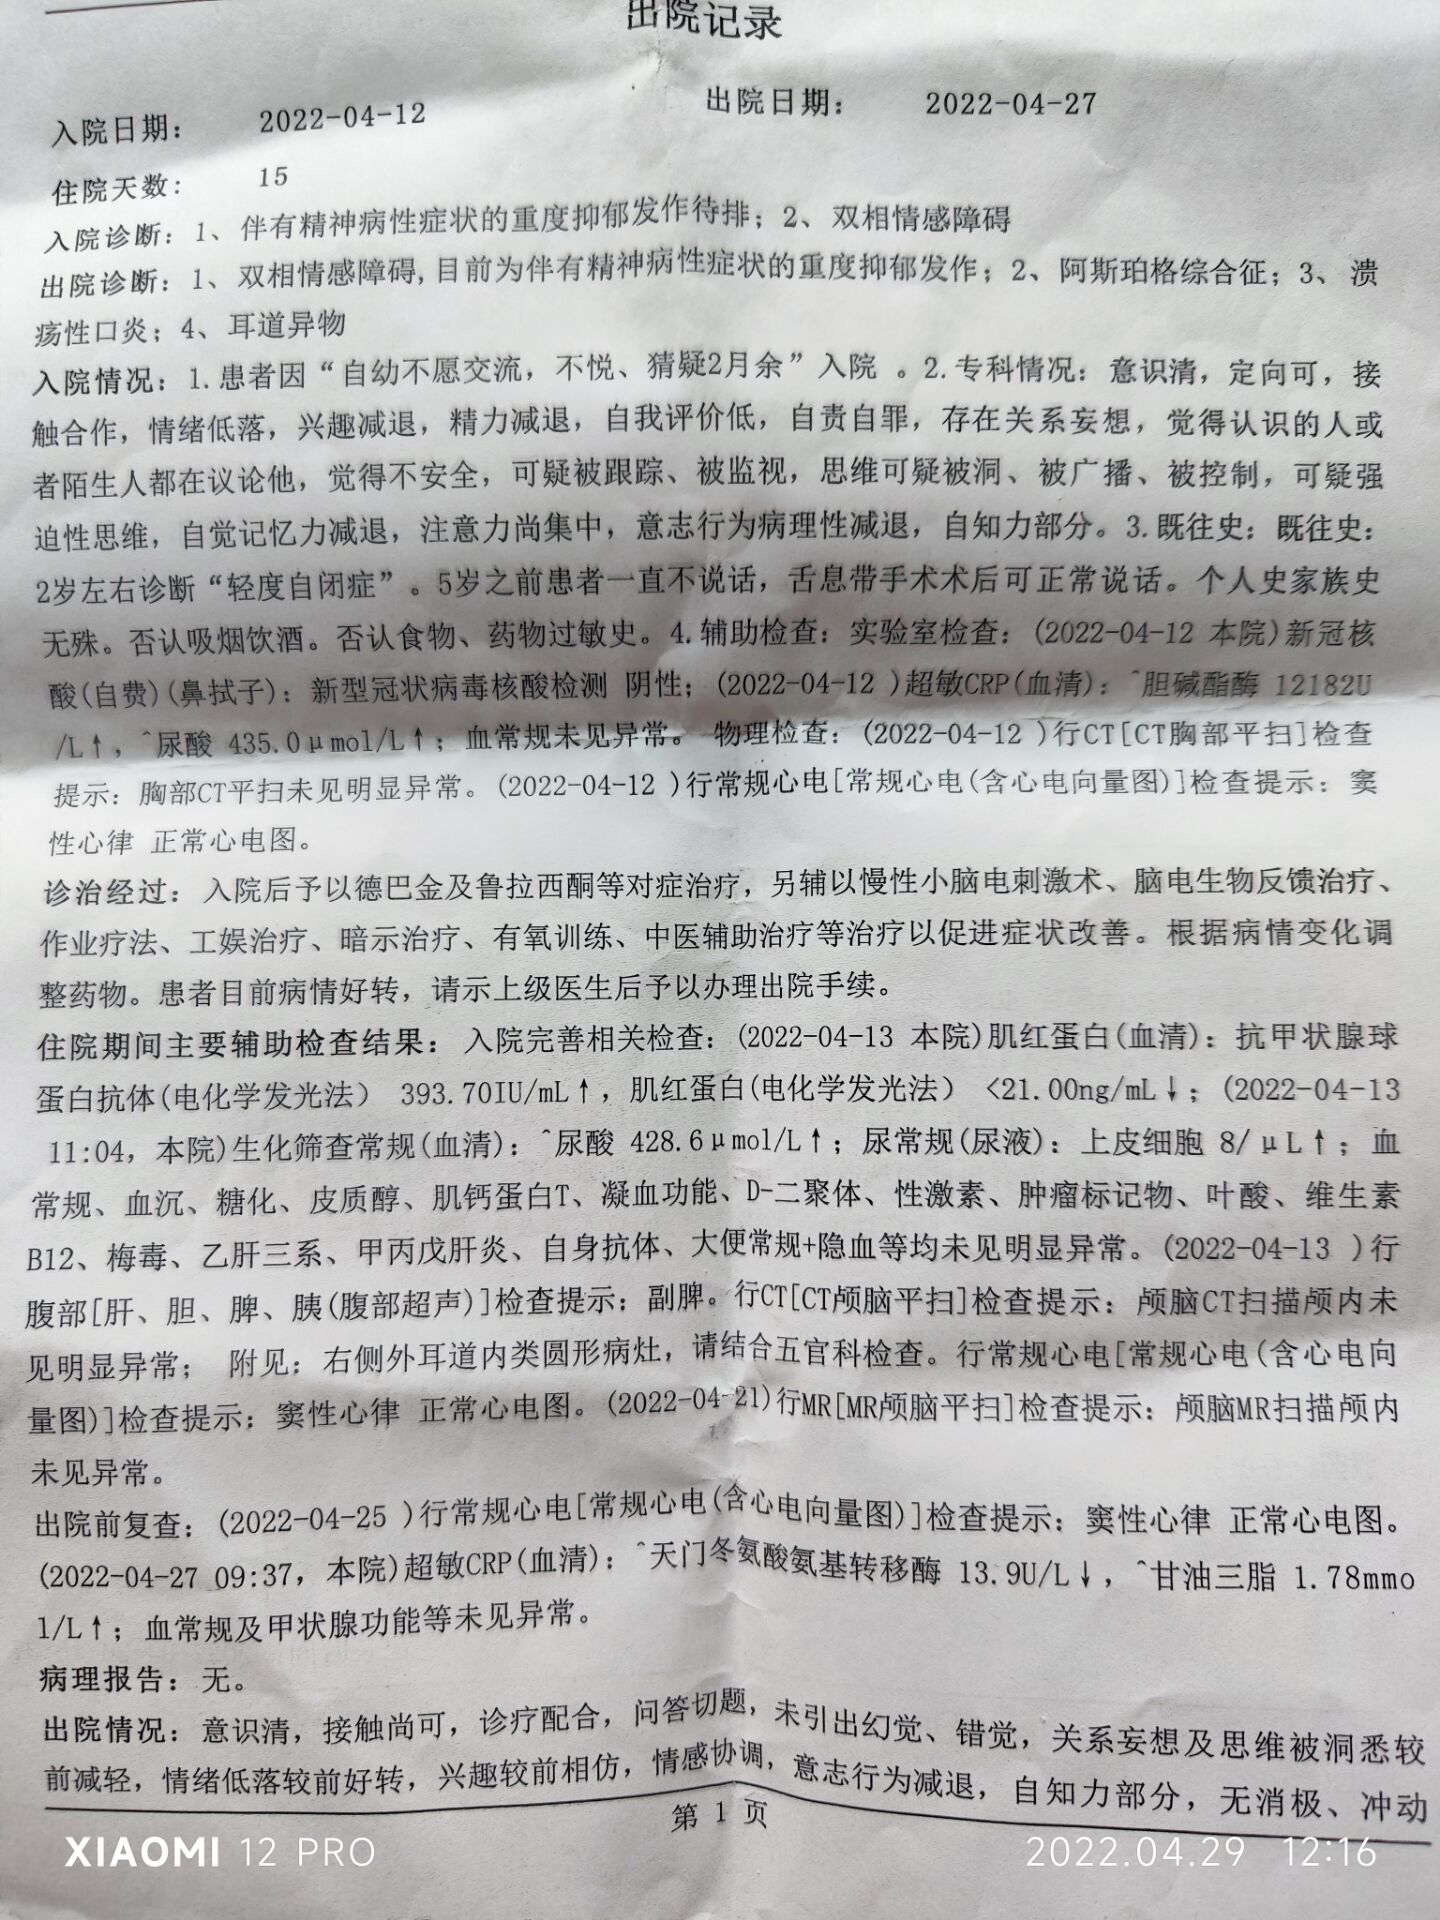 出院记录
入院日期: 2022-04-12 出院日期: 2022-04-27
住院天数: 15
入院诊断: 1、伴有精神病性症状的重度抑郁发作待排; 2、双相情感障碍
出院诊断: 1、双相情感障碍,目前为伴有精神病性症状的重度抑郁发作; 2、阿斯珀格综合征; 3、溃
疡性口炎; 4、耳道异物
入院情况: 1.患者因“自幼不愿交流, 不悦、猜疑2月余”入院 。2.专科情况: 意识清, 定向可, 接
触合作, 情绪低落, 兴趣减退, 精力减退, 自我评价低, 自责自罪, 存在关系妄想, 觉得认识的人或
者陌生人都在议论他, 觉得不安全, 可疑被跟踪、被监视, 思维可疑被洞、被广播、被控制, 可疑强
迫性思维, 自觉记忆力减退, 注意力尚集中, 意志行为病理性减退, 自知力部分。3.既往史: 既往史:
2岁左右诊断“轻度自闭症”。5岁之前患者一直不说话, 舌息带手术术后可正常说话。个人史家族史
无殊。否认吸烟饮酒。否认食物、药物过敏史。4.辅助检查: 实验室检查: (2022-04-12 本院)新冠核
酸(自费)(鼻拭子): 新型冠状病毒核酸检测 阴性; (2022-04-12 )超敏CRP(血清): ^胆碱酯酶 12182U
/L↑, ^尿酸 435.0μmol/L↑; 血常规未见异常。 物理检查: (2022-04-12 )行CT[CT胸部平扫]检查
提示: 胸部CT平扫未见明显异常。(2022-04-12 )行常规心电[常规心电(含心电向量图)]检查提示: 窦
性心律 正常心电图。
诊治经过: 入院后予以德巴金及鲁拉西酮等对症治疗, 另辅以慢性小脑电刺激术、脑电生物反馈治疗、
作业疗法、工娱治疗、暗示治疗、有氧训练、中医辅助治疗等治疗以促进症状改善。根据病情变化调
整药物。患者目前病情好转, 请示上级医生后予以办理出院手续。
住院期间主要辅助检查结果: 入院完善相关检查: (2022-04-13 本院)肌红蛋白(血清): 抗甲状腺球
蛋白抗体(电化学发光法) 393.70IU/mL↑, 肌红蛋白(电化学发光法) <21.00ng/mL↓; (2022-04-13
11:04, 本院)生化筛查常规(血清): ^尿酸 428.6μmol/L↑; 尿常规(尿液): 上皮细胞 8/μL↑; 血
常规、血沉、糖化、皮质醇、肌钙蛋白T、凝血功能、D-二聚体、性激素、肿瘤标记物、叶酸、维生素
B12、梅毒、乙肝三系、甲丙戊肝炎、自身抗体、大便常规+隐血等均未见明显异常。(2022-04-13 )行
腹部[肝、胆、脾、胰(腹部超声)]检查提示: 副脾。行CT[CT颅脑平扫]检查提示: 颅脑CT扫描颅内未
见明显异常; 附见: 右侧外耳道内类圆形病灶, 请结合五官科检查。行常规心电[常规心电(含心电向
量图)]检查提示: 窦性心律 正常心电图。(2022-04-21)行MR[MR颅脑平扫]检查提示: 颅脑MR扫描颅内
未见异常。
出院前复查: (2022-04-25 )行常规心电[常规心电(含心电向量图)]检查提示: 窦性心律 正常心电图。
(2022-04-27 09:37, 本院)超敏CRP(血清): ^天门冬氨酸氨基转移酶 13.9U/L↓, ^甘油三脂 1.78mmo
l/L↑; 血常规及甲状腺功能等未见异常。
病理报告: 无。
出院情况: 意识清, 接触尚可, 诊疗配合, 问答切题, 未引出幻觉、错觉, 关系妄想及思维被洞悉较
前减轻, 情绪低落较前好转, 兴趣较前相仿, 情感协调, 意志行为减退, 自知力部分, 无消极、冲动
第 1 页
XIAOMI 12 PRO 2022.04.29 12:16